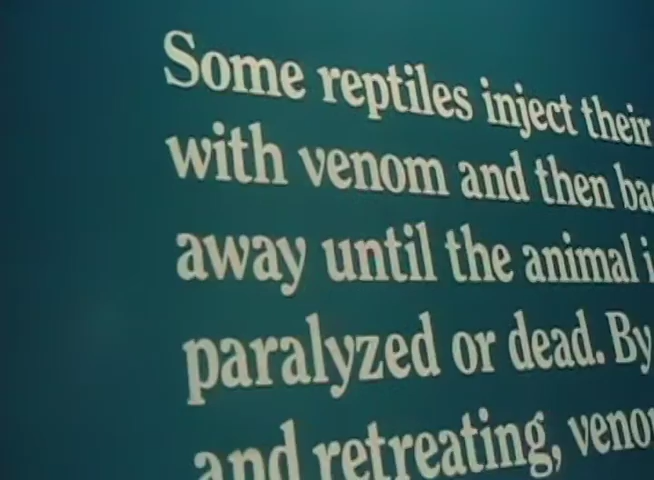 Some reptiles inject their
with venom and then
away until the animal
paralyzed or dead. By
and retreating,